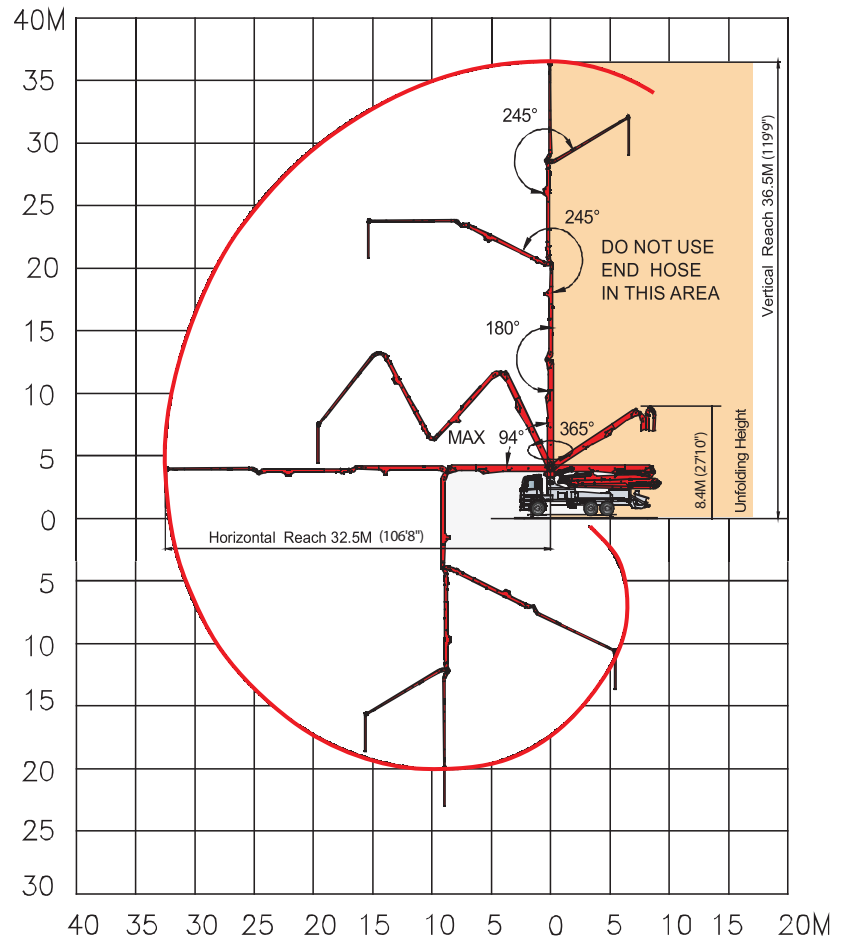 40M
35
30
25
20
15
10
5
0
5
10
15
20
25
30
245°
245°
DO NOT USE
END HOSE
IN THIS AREA
180°
MAX 94°
365°
Vertical Reach 36.5M (119'9")
8.4M (27'10")
Unfolding Height
Horizontal Reach 32.5M (106'8")
40 35 30 25 20 15 10 5 0 5 10 15 20M